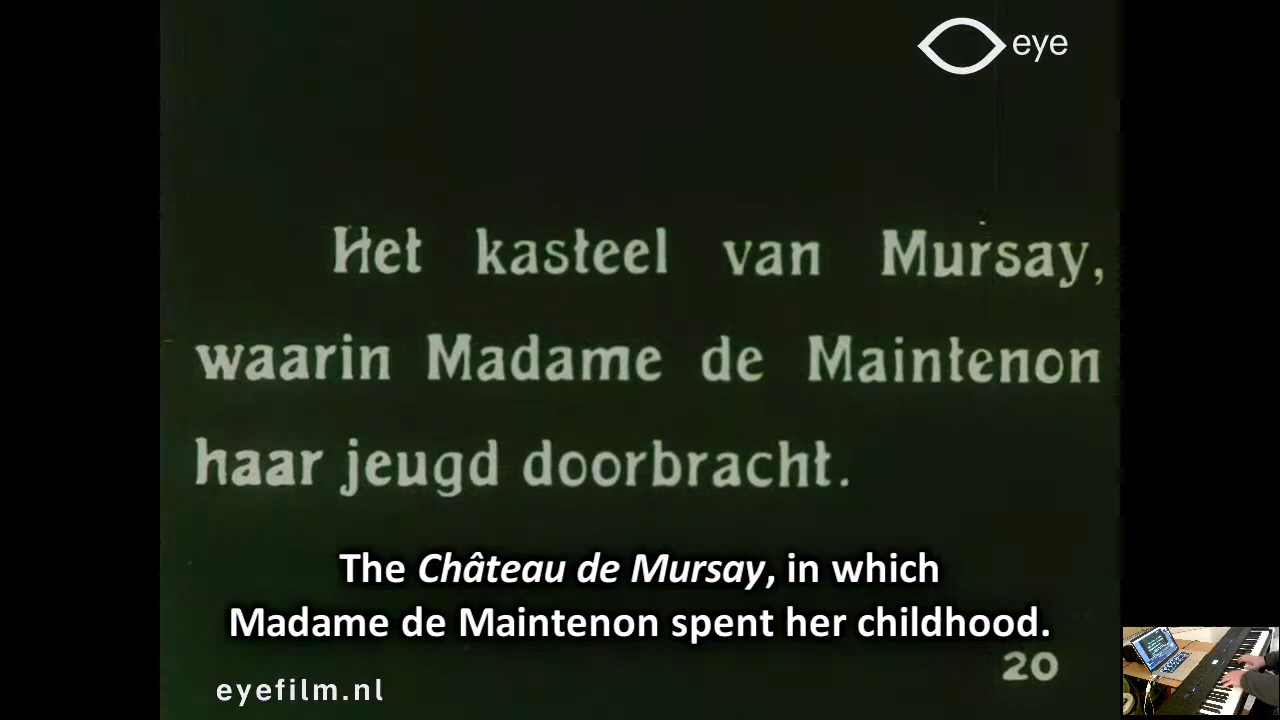 eye
Het kasteel van Mursay,
waarin Madame de Maintenon
haar jeugd doorbracht.
The Château de Mursay, in which
Madame de Maintenon spent her childhood.
20
eyefilm.nl